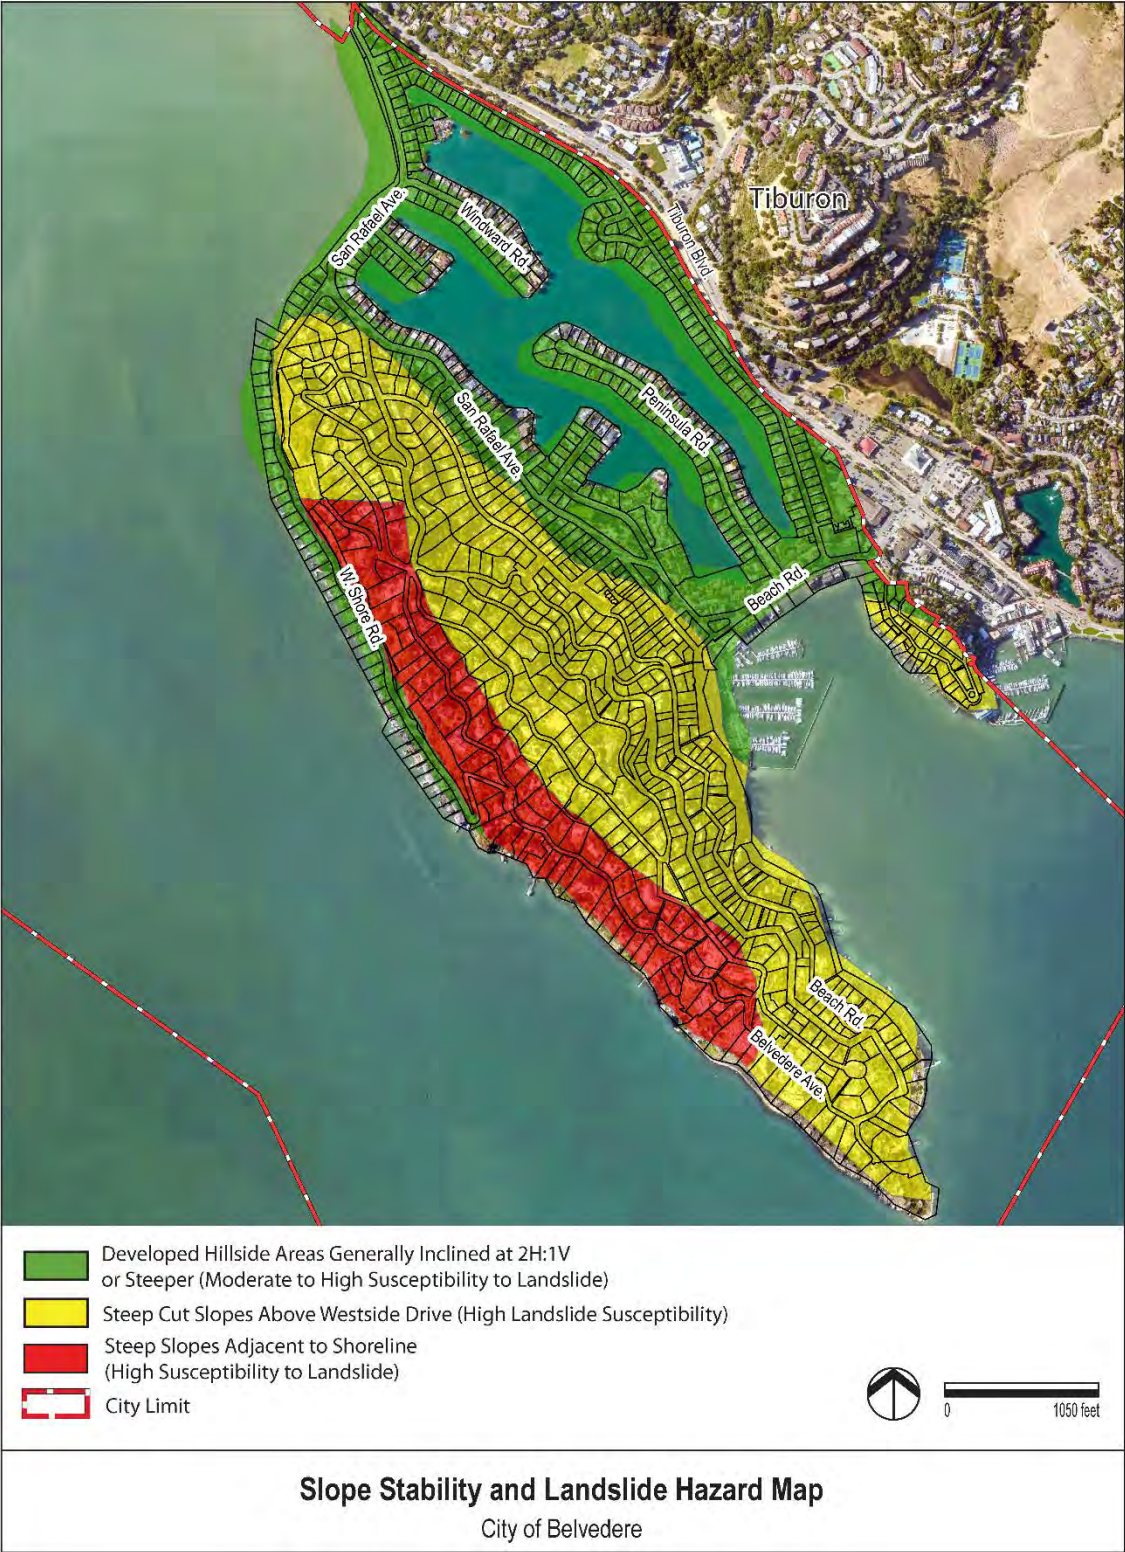 Tiburon
San Rafael Ave.
Windward Rd.
Tiburon Blvd
San Rafael Ave.
Peninsula Rd.
W. Shore Rd.
Beach Rd.
Beach Rd.
Belvedere Ave.
Developed Hillside Areas Generally Inclined at 2H:1V
or Steeper (Moderate to High Susceptibility to Landslide)
Steep Cut Slopes Above Westside Drive (High Landslide Susceptibility)
Steep Slopes Adjacent to Shoreline
(High Susceptibility to Landslide)
City Limit
0 1050 feet
Slope Stability and Landslide Hazard Map
City of Belvedere